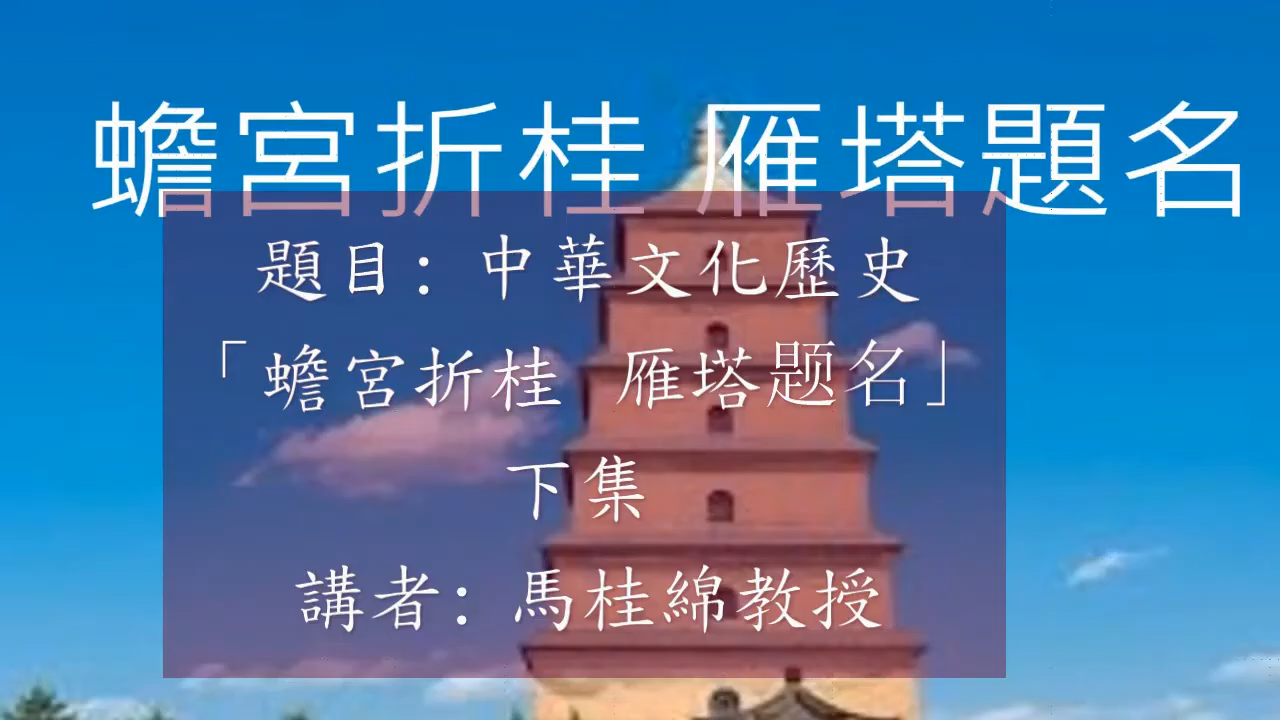 蟾宮折桂 雁塔題名
題目：中華文化歷史
「蟾宮折桂 雁塔题名」
下集
講者：馬桂綿教授